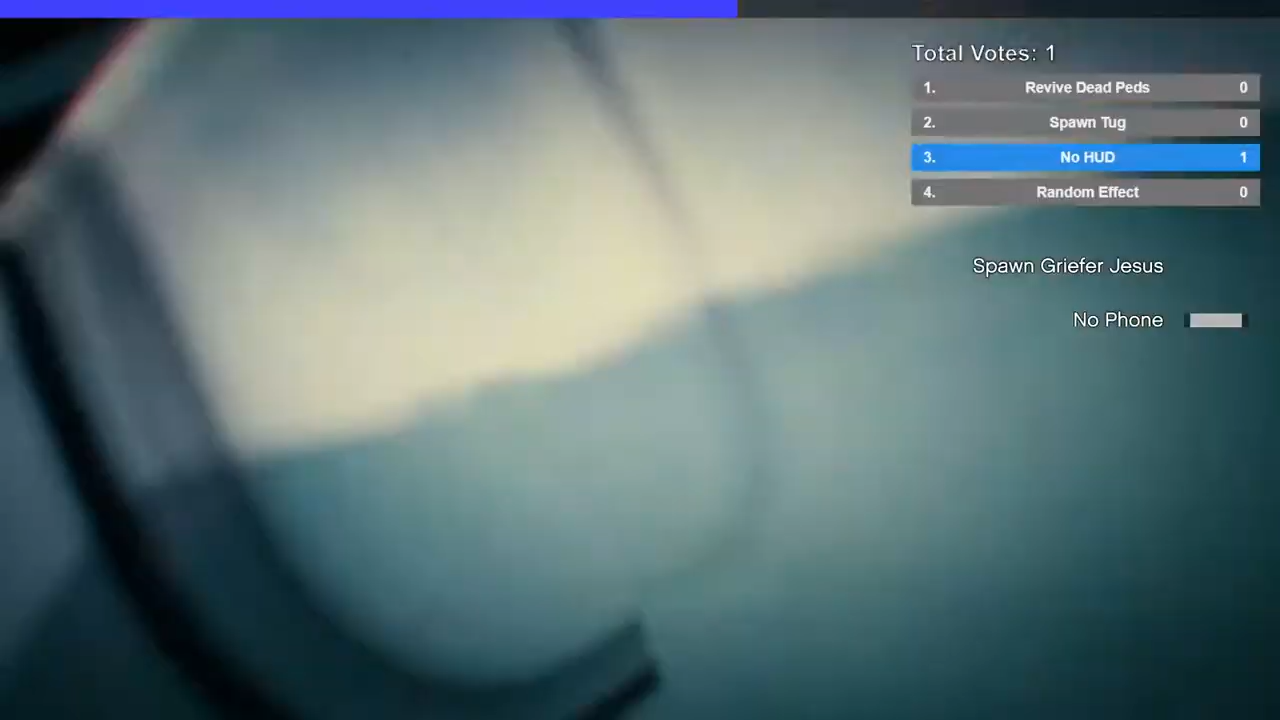 Total Votes: 1
1. Revive Dead Peds 0
2. Spawn Tug 0
3. No HUD 1
4. Random Effect 0
Spawn Griefer Jesus
No Phone